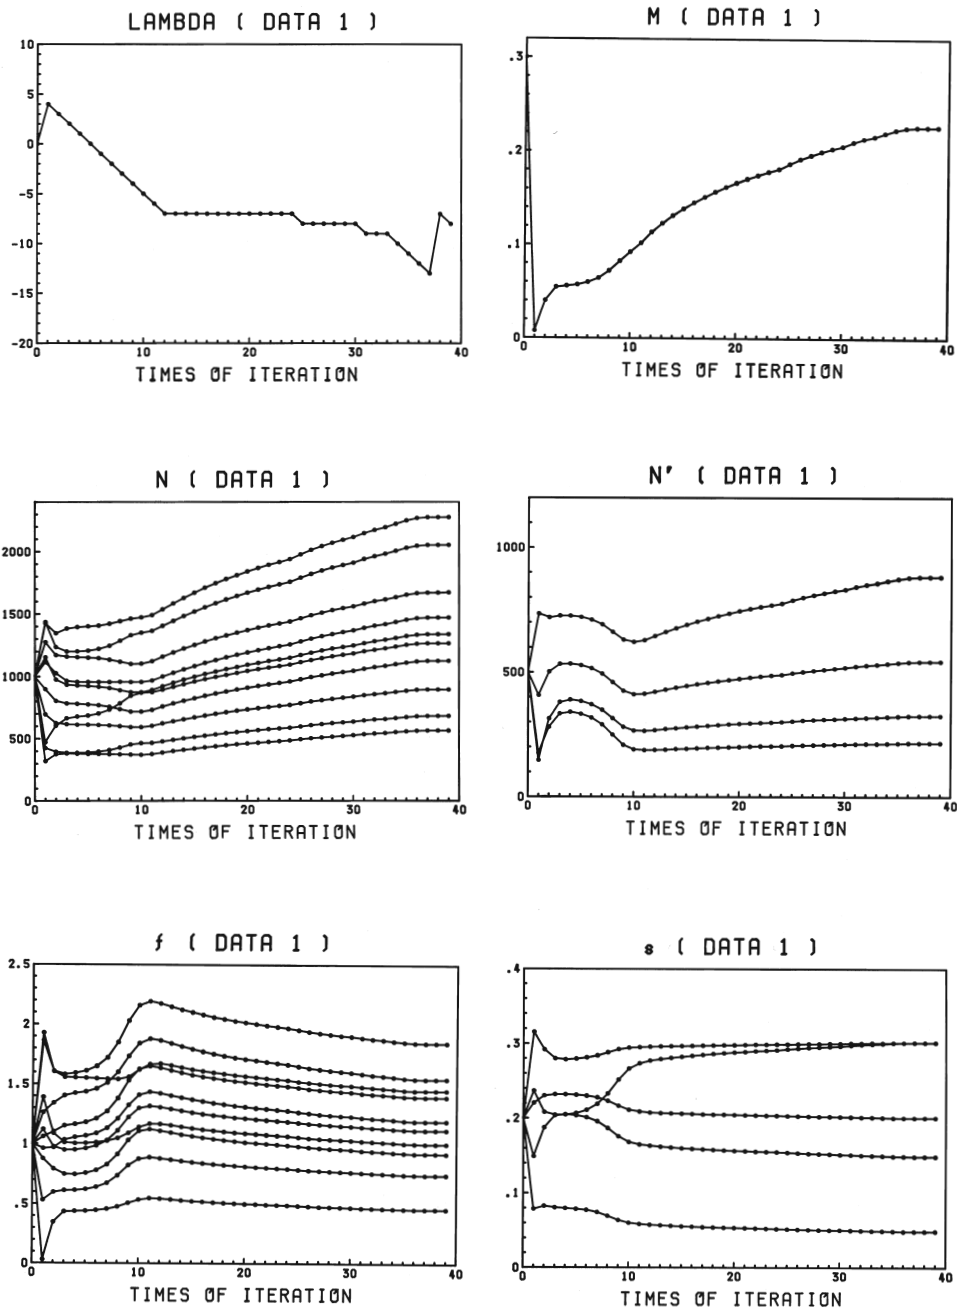 LAMBDA ( DATA 1 )
10
5
0
-5
-10
-15
-20
0 10 20 30 40
TIMES OF ITERATION
M ( DATA 1 )
.3
.2
.1
0
0 10 20 30 40
TIMES OF ITERATION
N ( DATA 1 )
2000
1500
1000
500
0
0 10 20 30 40
TIMES OF ITERATION
N' ( DATA 1 )
1000
500
0
0 10 20 30 40
TIMES OF ITERATION
f ( DATA 1 )
2.5
2
1.5
1
.5
0
0 10 20 30 40
TIMES OF ITERATION
s ( DATA 1 )
.4
.3
.2
.1
0
0 10 20 30 40
TIMES OF ITERATION